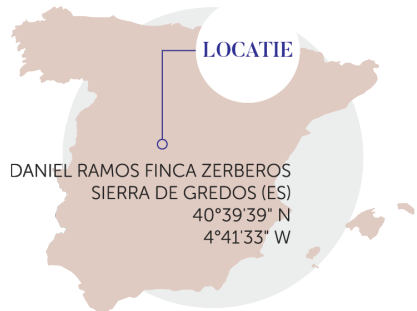 LOCATIE
DANIEL RAMOS FINCA ZERBEROS
SIERRA DE GREDOS (ES)
40°39'39" N
4°41'33" W